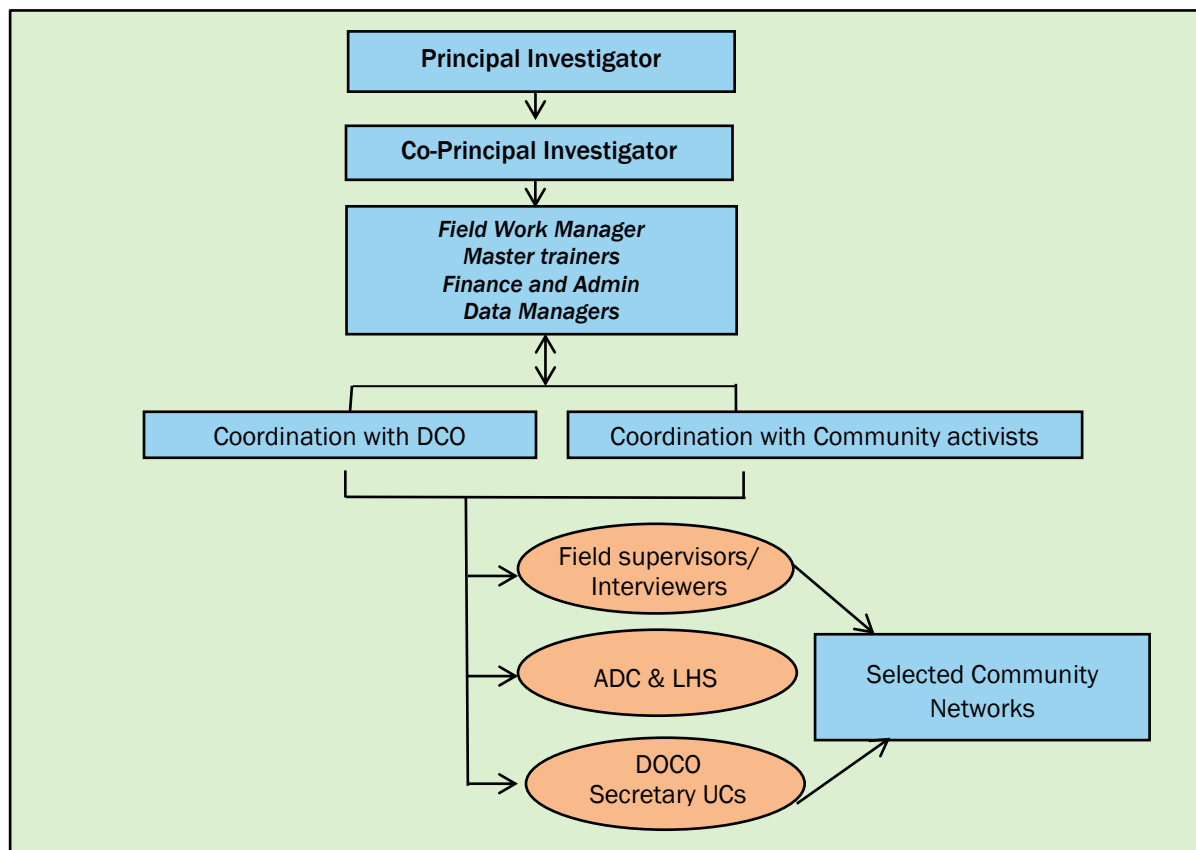 Principal Investigator
Co-Principal Investigator
Field Work Manager
Master trainers
Finance and Admin
Data Managers
Coordination with DCO
Coordination with Community activists
Field supervisors/
Interviewers
ADC & LHS
Selected Community
Networks
DOCO
Secretary UCs